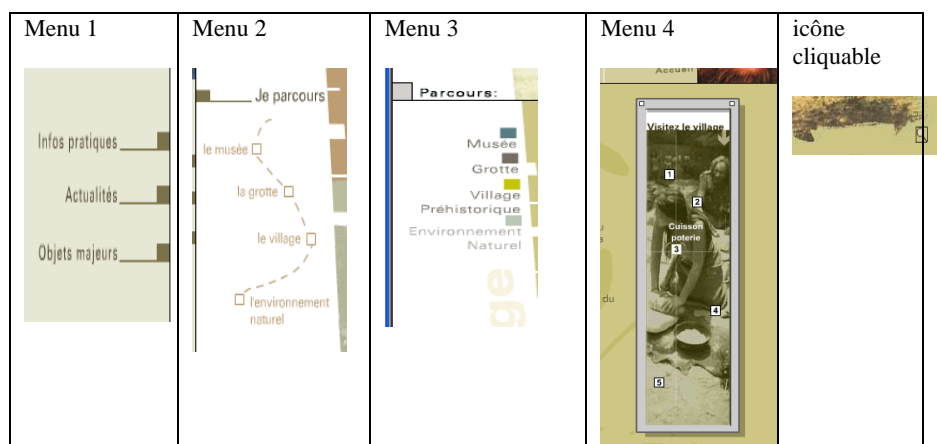 Menu 1
Infos pratiques
Actualités
Objets majeurs
Menu 2
Je parcours
le musée
la grotte
le village
l'environnement
naturel
Menu 3
Parcours:
Musée
Grotte
Village
Préhistorique
Environnement
Naturel
ge
Menu 4
Accueil
Visitez le village
1
2
Cuisson
poterie
3
du
4
5
icône
cliquable